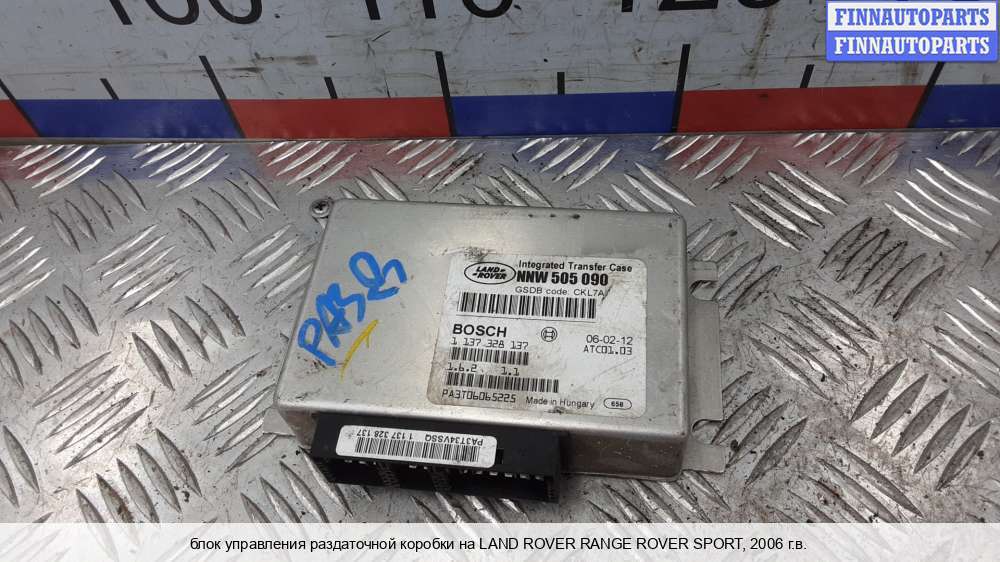 FINNAUTOPARTS
FINNAUTOPARTS
LAND ROVER
Integrated Transfer Case
NNW 505 090
GSDB code: CKL7A
BOSCH
1 137 328 137
06-02-12
ATC01.03
1.6.2 1.1
PA3T06065225
Made in Hungary
658
PA3T34VSSQ 1 137 328 137
блок управления раздаточной коробки на LAND ROVER RANGE ROVER SPORT, 2006 г.в.